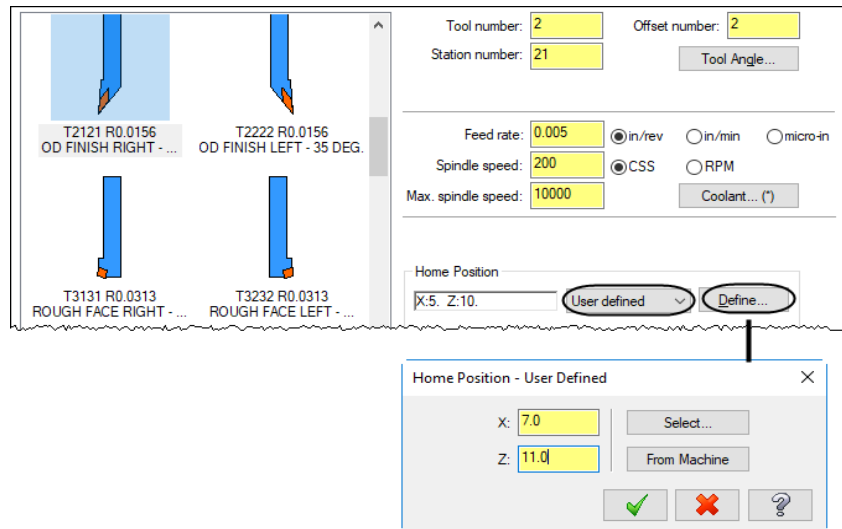 T2121 R0.0156
OD FINISH RIGHT - ...
T2222 R0.0156
OD FINISH LEFT - 35 DEG.
T3131 R0.0313
ROUGH FACE RIGHT - ...
T3232 R0.0313
ROUGH FACE LEFT - ...
Tool number: 2 Offset number: 2
Station number: 21 Tool Angle...
Feed rate: 0.005 in/rev in/min micro-in
Spindle speed: 200 CSS RPM
Max. spindle speed: 10000 Coolant... (*)
Home Position
X:5. Z:10. User defined Define...
Home Position - User Defined
X: 7.0 Select...
Z: 11.0 From Machine